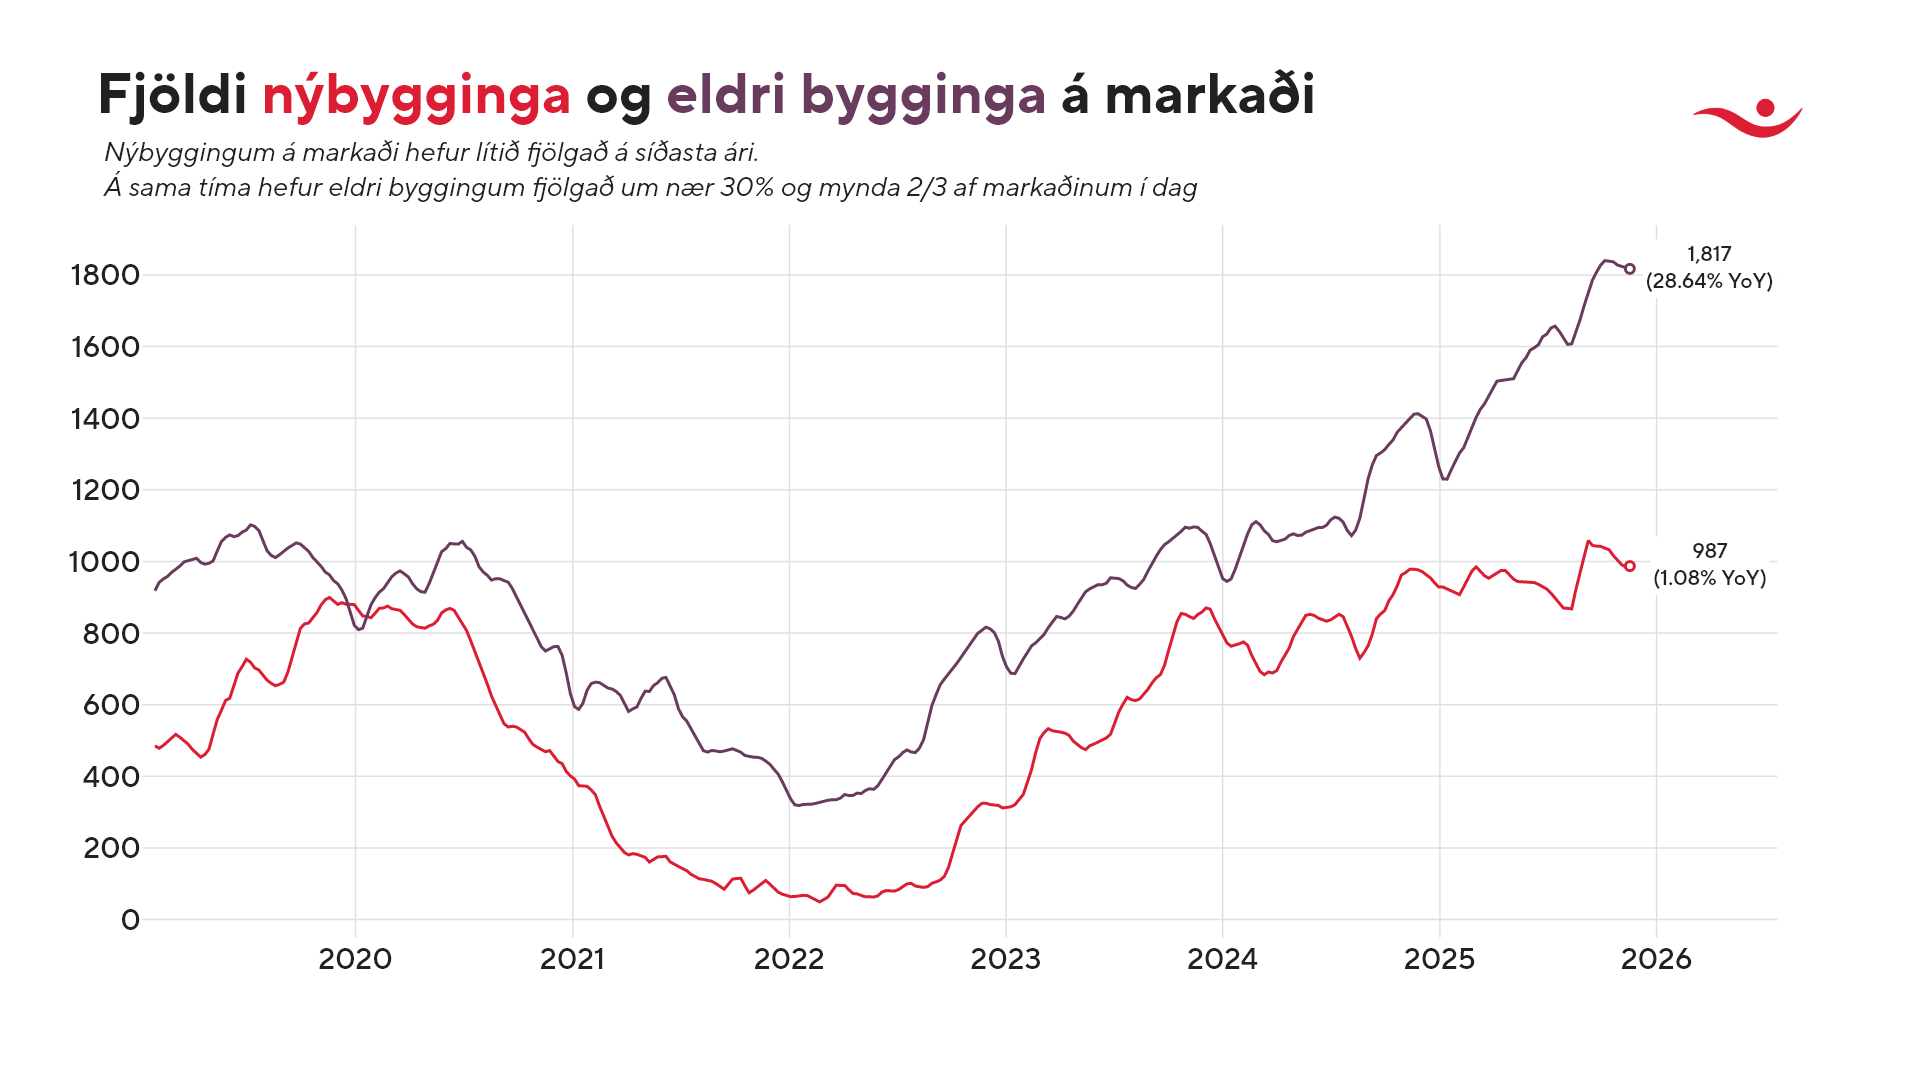 Fjöldi nýbygginga og eldri bygginga á markaði
Nýbyggingum á markaði hefur lítið fjölgað á síðasta ári.
Á sama tíma hefur eldri byggingum fjölgað um nær 30% og mynda 2/3 af markaðinum í dag
1,817
(28.64% YoY)
987
(1.08% YoY)
1800
1600
1400
1200
1000
800
600
400
200
0
2020 2021 2022 2023 2024 2025 2026